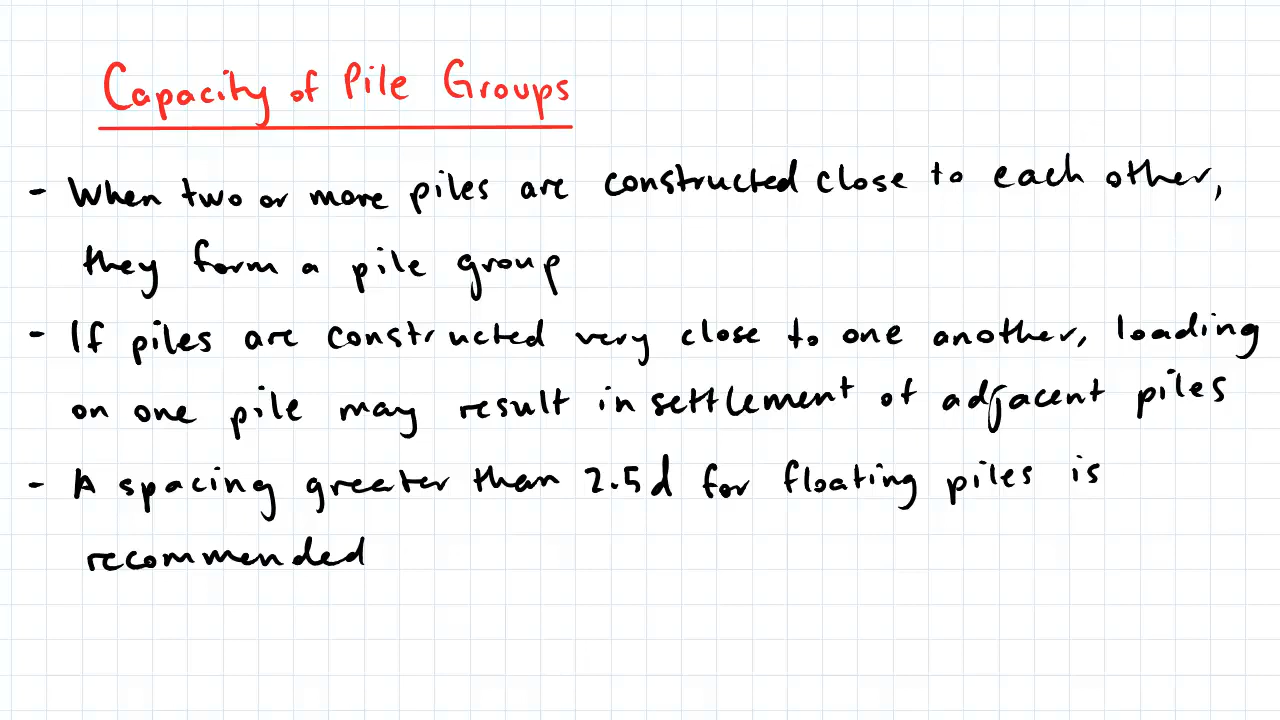 Capacity of Pile Groups
- When two or more piles are constructed close to each other,
they form a pile group
- If piles are constructed very close to one another, loading
on one pile may result in settlement of adjacent piles
- A spacing greater than 2.5d for floating piles is
recommended